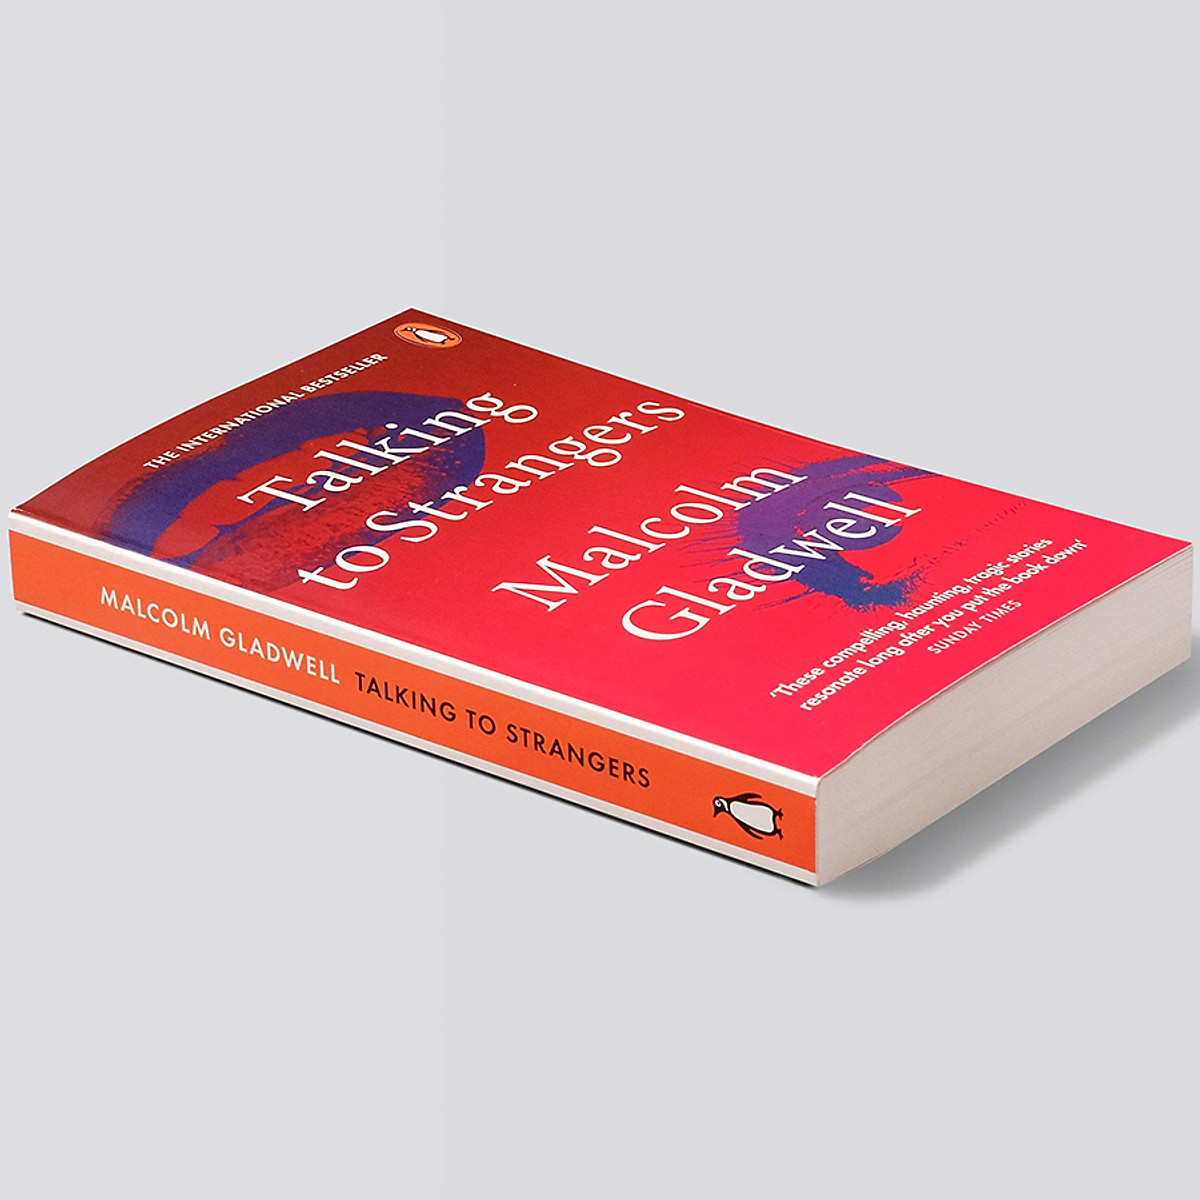 THE INTERNATIONAL BESTSELLER
Talking
to Strangers
Malcolm
Gladwell
'These compelling, haunting, tragic stories
resonate long after you put the book down'
SUNDAY TIMES
MALCOLM GLADWELL TALKING TO STRANGERS